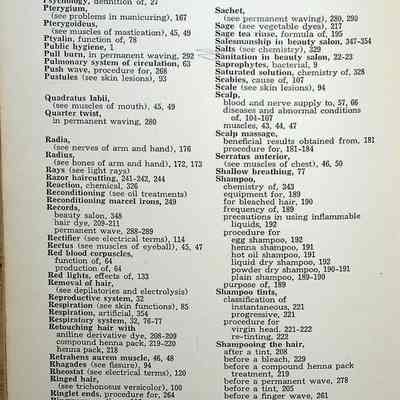 Psychology, definition of, 27
Pterygium,
(see problems in manicuring), 167
Pterygoideus,
(see muscles of mostication), 45, 49
Ptyalin, function of, 78
Public hygiene, 1
Pull burn, in permanent waving, 292
Pulmonary system of circulation, 63
Push wave, procedure for, 268
Pustules (see skin lesions), 93
Quadratus labii,
(see muscles of mouth), 45, 49
Quarter twist,
in permanent waving, 280
Radia,
(see nerves of arm and hand), 176
Radius,
(see bones of arm and hand), 172, 173
Rays (see light rays)
Razor haircutting, 241-242, 244
Reaction, chemical, 326
Reconditioning (see oil treatments)
Reconditioning marcel irons, 249
Records,
beauty salon, 348
hair dye, 209-211
permanent wave, 288-289
Rectifier (see electrical terms), 114
Rectus (see muscles of eyeball), 45, 47
Red blood corpuscles,
function of, 64
production of, 64
Red lights, effects of, 133
Removal of hair,
(see depilatories and electrolysis)
Reproductive system, 32
Respiration (see skin functions), 85
Respiration, artificial, 354
Respiratory system, 32, 76-77
Retouching hair with
aniline derivative dye, 208-209
compound henna pack, 219-220
henna pack, 218
Retrahens aurem muscle, 46, 48
Rhagades (see fissure), 94
Rheostat (see electrical terms), 120
Ringed hair,
(see trichonosus versicolor), 100
Ringlet ends, procedure for, 264
Sachet,
(see permanent waving), 280, 290
Sage (see vegetable dyes), 217
Sage tea rinse, formula of, 195
Salesmanship in beauty salon, 347-354
Salts (see chemistry), 329
Sanitation in beauty salon, 22-23
Saprophytes, bacterial, 9
Saturated solution, chemistry of, 328
Scabies, cause of, 107
Scale (see skin lesions), 94
Scalp,
blood and nerve supply to, 57, 66
diseases and abnormal conditions
of, 104-107
muscles, 43, 44, 47
Scalp massage,
beneficial results obtained from, 181
procedure for, 181-184
Serratus anterior,
(see muscles of chest), 46, 50
Shallow breathing, 77
Shampoo,
chemistry of, 343
equipment for, 189
for bleached hair, 190
frequency of, 189
precautions in using inflammable
liquids, 192
procedure for
egg shampoo, 192
henna shampoo, 191
hot oil shampoo, 191
liquid dry shampoo, 192
powder dry shampoo, 190-191
plain shampoo, 189-190
purpose of, 189
Shampoo tints,
classification of
instantaneous, 221
progressive, 221
procedure for
virgin head, 221-222
re-tinting, 222
Shampooing the hair,
after a tint, 208
before a bleach, 229
before a compound henna pack
treatment, 219
before a permanent wave, 278
before a tint, 205
before a finger wave, 261